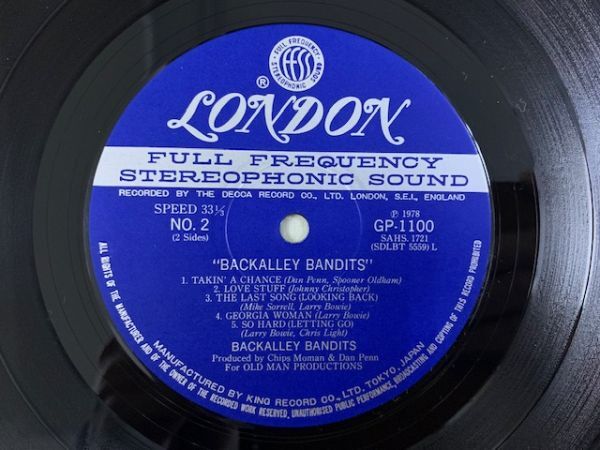 FULL FREQUENCY
ffss
STEREOPHONIC SOUND
®
LONDON
FULL FREQUENCY
STEREOPHONIC SOUND
RECORDED BY THE DECCA RECORD CO., LTD. LONDON, S.E.I., ENGLAND
SPEED 33⅓
NO. 2
(2 Sides)
℗ 1978
GP-1100
SAHS. 1721
(SDLBT 5559) L
"BACKALLEY BANDITS"
1. TAKIN' A CHANCE (Dan Penn, Spooner Oldham)
2. LOVE STUFF (Johnny Christopher)
3. THE LAST SONG (LOOKING BACK)
(Mike Sorrell, Larry Bowie)
4. GEORGIA WOMAN (Larry Bowie)
5. SO HARD (LETTING GO)
(Larry Bowie, Chris Light)
BACKALLEY BANDITS
Produced by Chips Moman & Dan Penn
For OLD MAN PRODUCTIONS
MANUFACTURED BY KING RECORD CO., LTD, TOKYO, JAPAN
ALL RIGHTS OF THE MANUFACTURER AND OF THE OWNER OF THE RECORDED WORK RESERVED, UNAUTHORISED PUBLIC PERFORMANCE, BROADCASTING AND COPYING OF THIS RECORD PROHIBITED